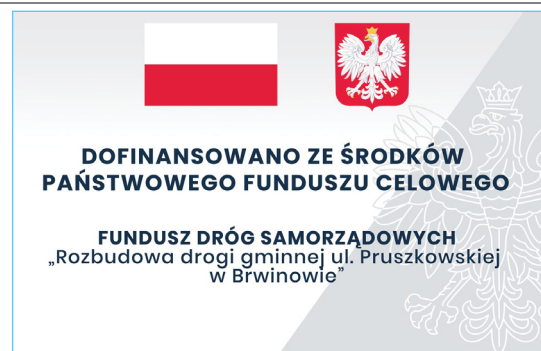 DOFINANSOWANO ZE ŚRODKÓW
PAŃSTWOWEGO FUNDUSZU CELOWEGO
FUNDUSZ DRÓG SAMORZĄDOWYCH
„Rozbudowa drogi gminnej ul. Pruszkowskiej
w Brwinowie”